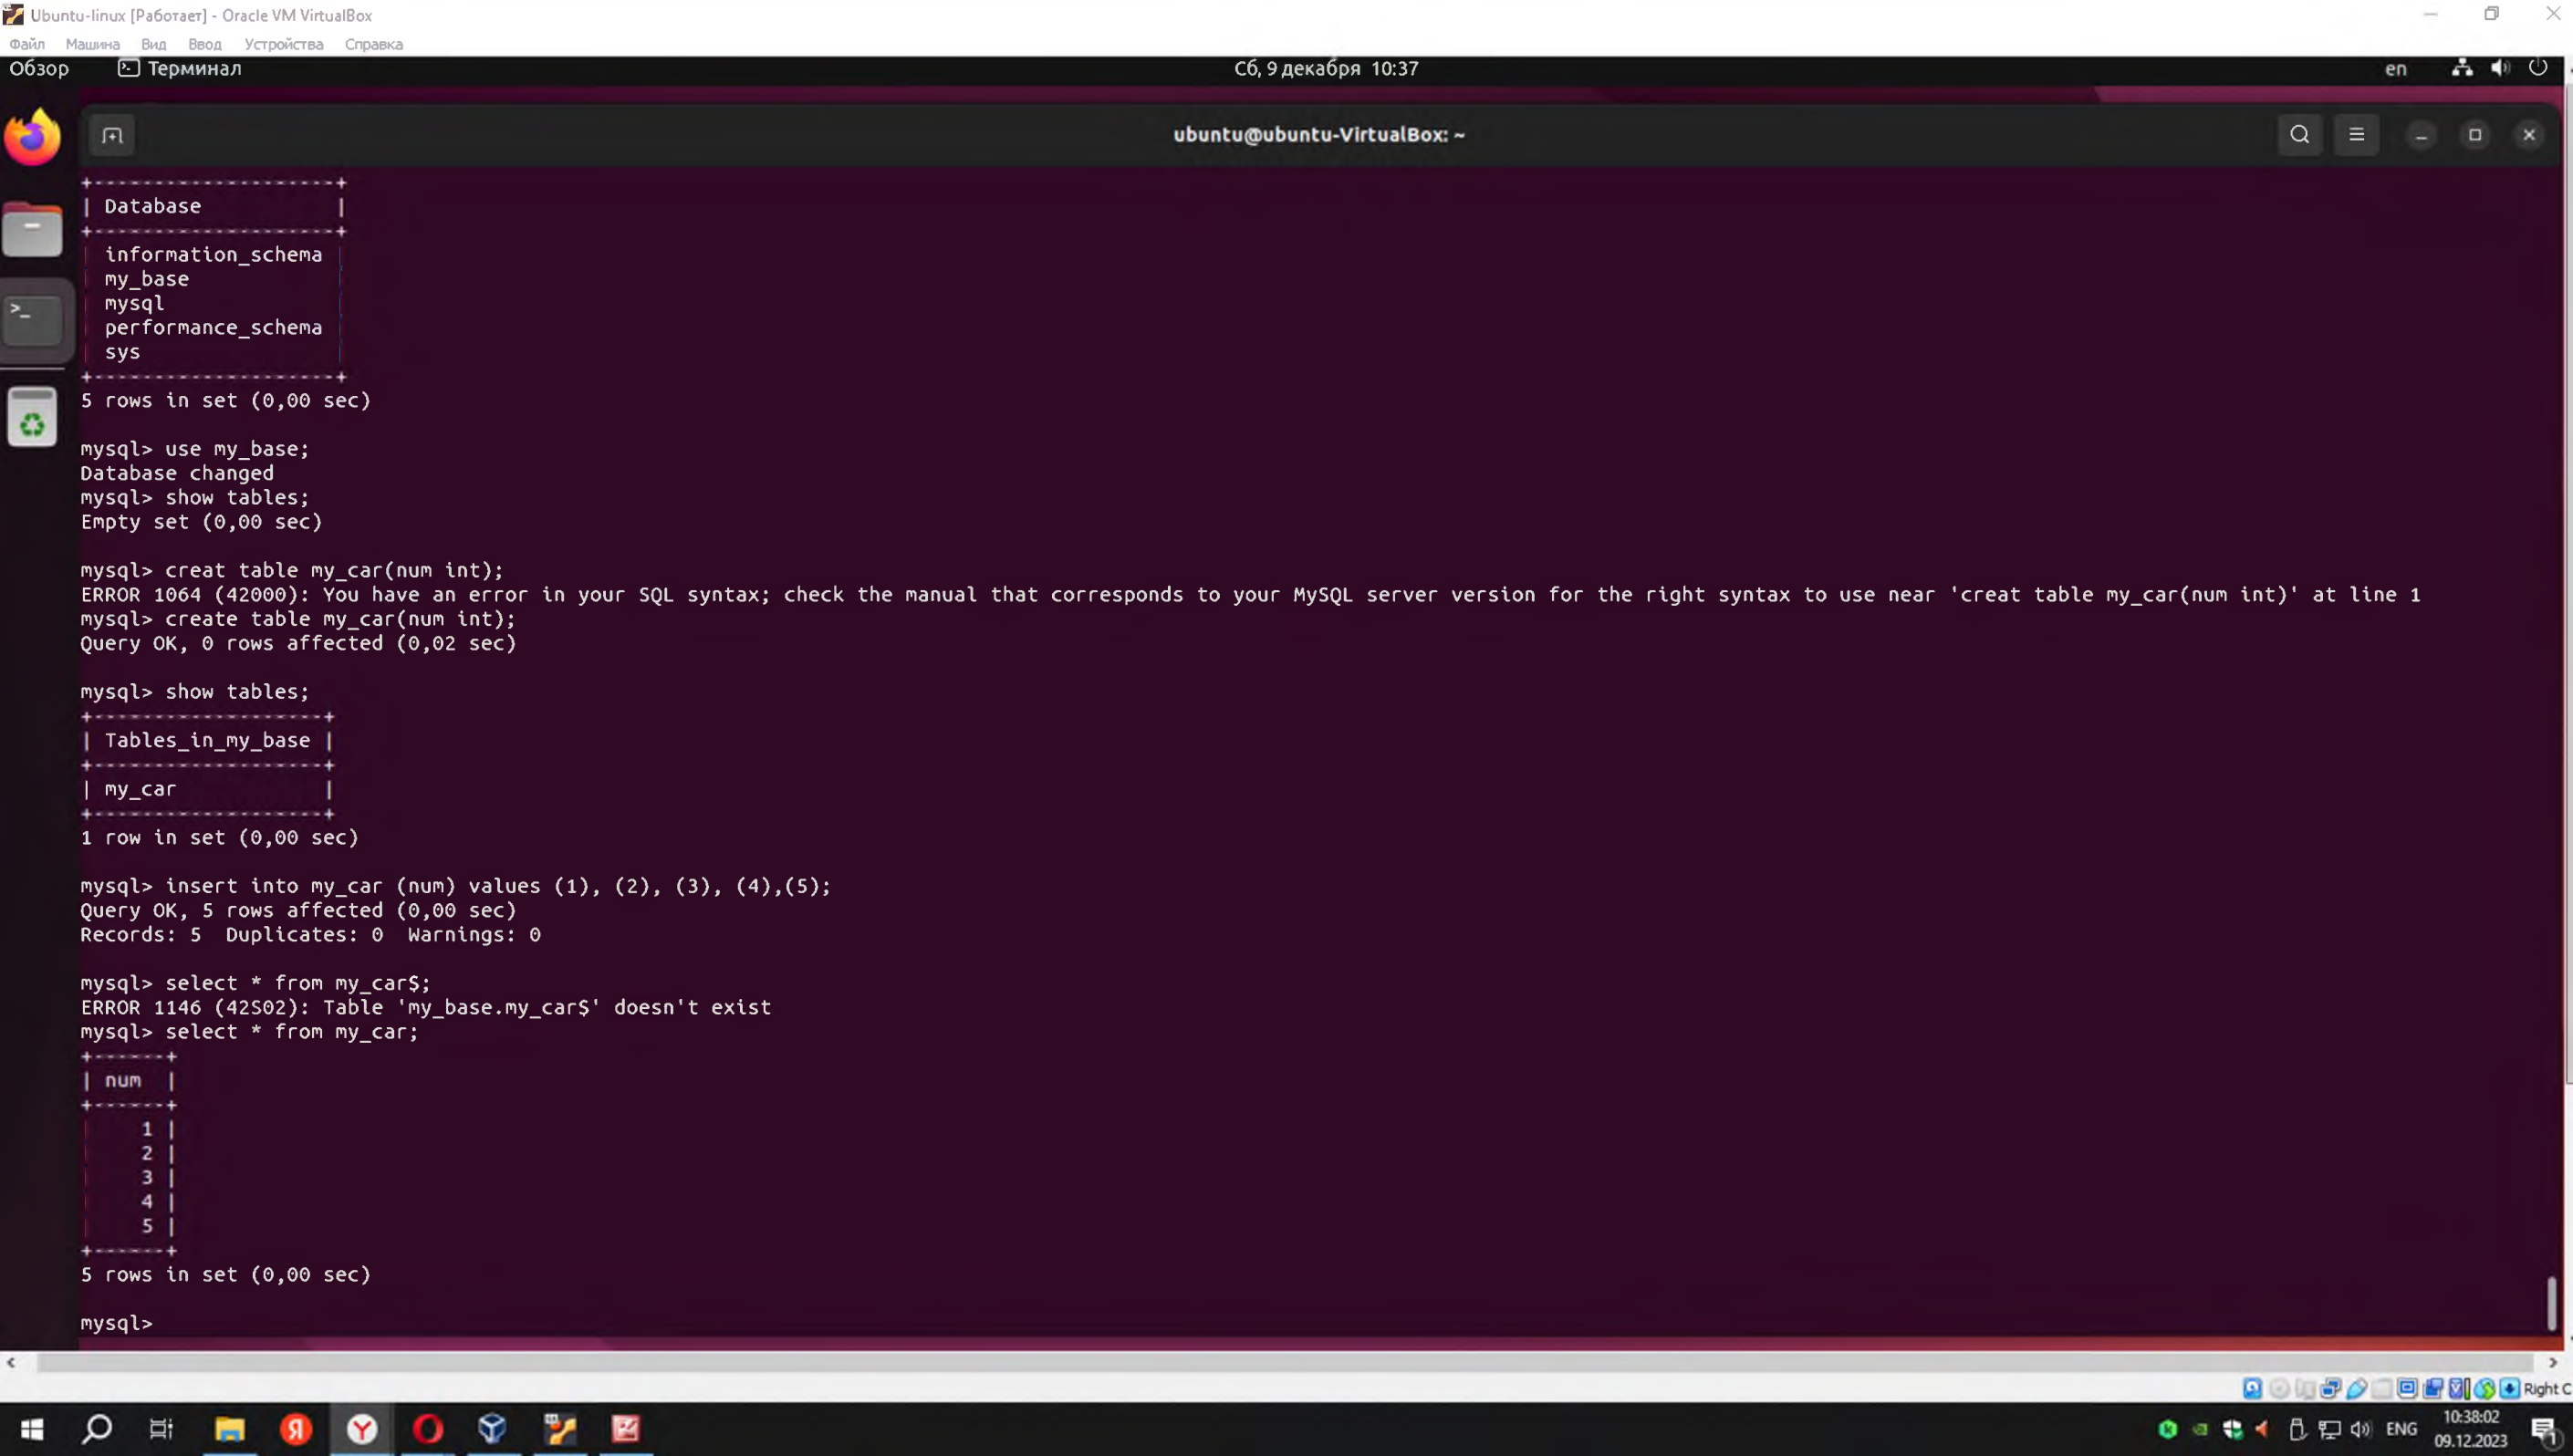 Ubuntu-linux [Работает] - Oracle VM VirtualBox
Файл Машина Вид Ввод Устройства Справка
Обзор Терминал Сб, 9 декабря 10:37 en
ubuntu@ubuntu-VirtualBox: ~
+--------------------+
| Database           |
+--------------------+
| information_schema |
| my_base            |
| mysql              |
| performance_schema |
| sys                |
+--------------------+
5 rows in set (0,00 sec)
mysql> use my_base;
Database changed
mysql> show tables;
Empty set (0,00 sec)
mysql> creat table my_car(num int);
ERROR 1064 (42000): You have an error in your SQL syntax; check the manual that corresponds to your MySQL server version for the right syntax to use near 'creat table my_car(num int)' at line 1
mysql> create table my_car(num int);
Query OK, 0 rows affected (0,02 sec)
mysql> show tables;
+-------------------+
| Tables_in_my_base |
+-------------------+
| my_car            |
+-------------------+
1 row in set (0,00 sec)
mysql> insert into my_car (num) values (1), (2), (3), (4),(5);
Query OK, 5 rows affected (0,00 sec)
Records: 5  Duplicates: 0  Warnings: 0
mysql> select * from my_car$;
ERROR 1146 (42S02): Table 'my_base.my_car$' doesn't exist
mysql> select * from my_car;
+------+
| num  |
+------+
|    1 |
|    2 |
|    3 |
|    4 |
|    5 |
+------+
5 rows in set (0,00 sec)
mysql>
Right C
Я Y ENG 10:38:02
09.12.2023 1